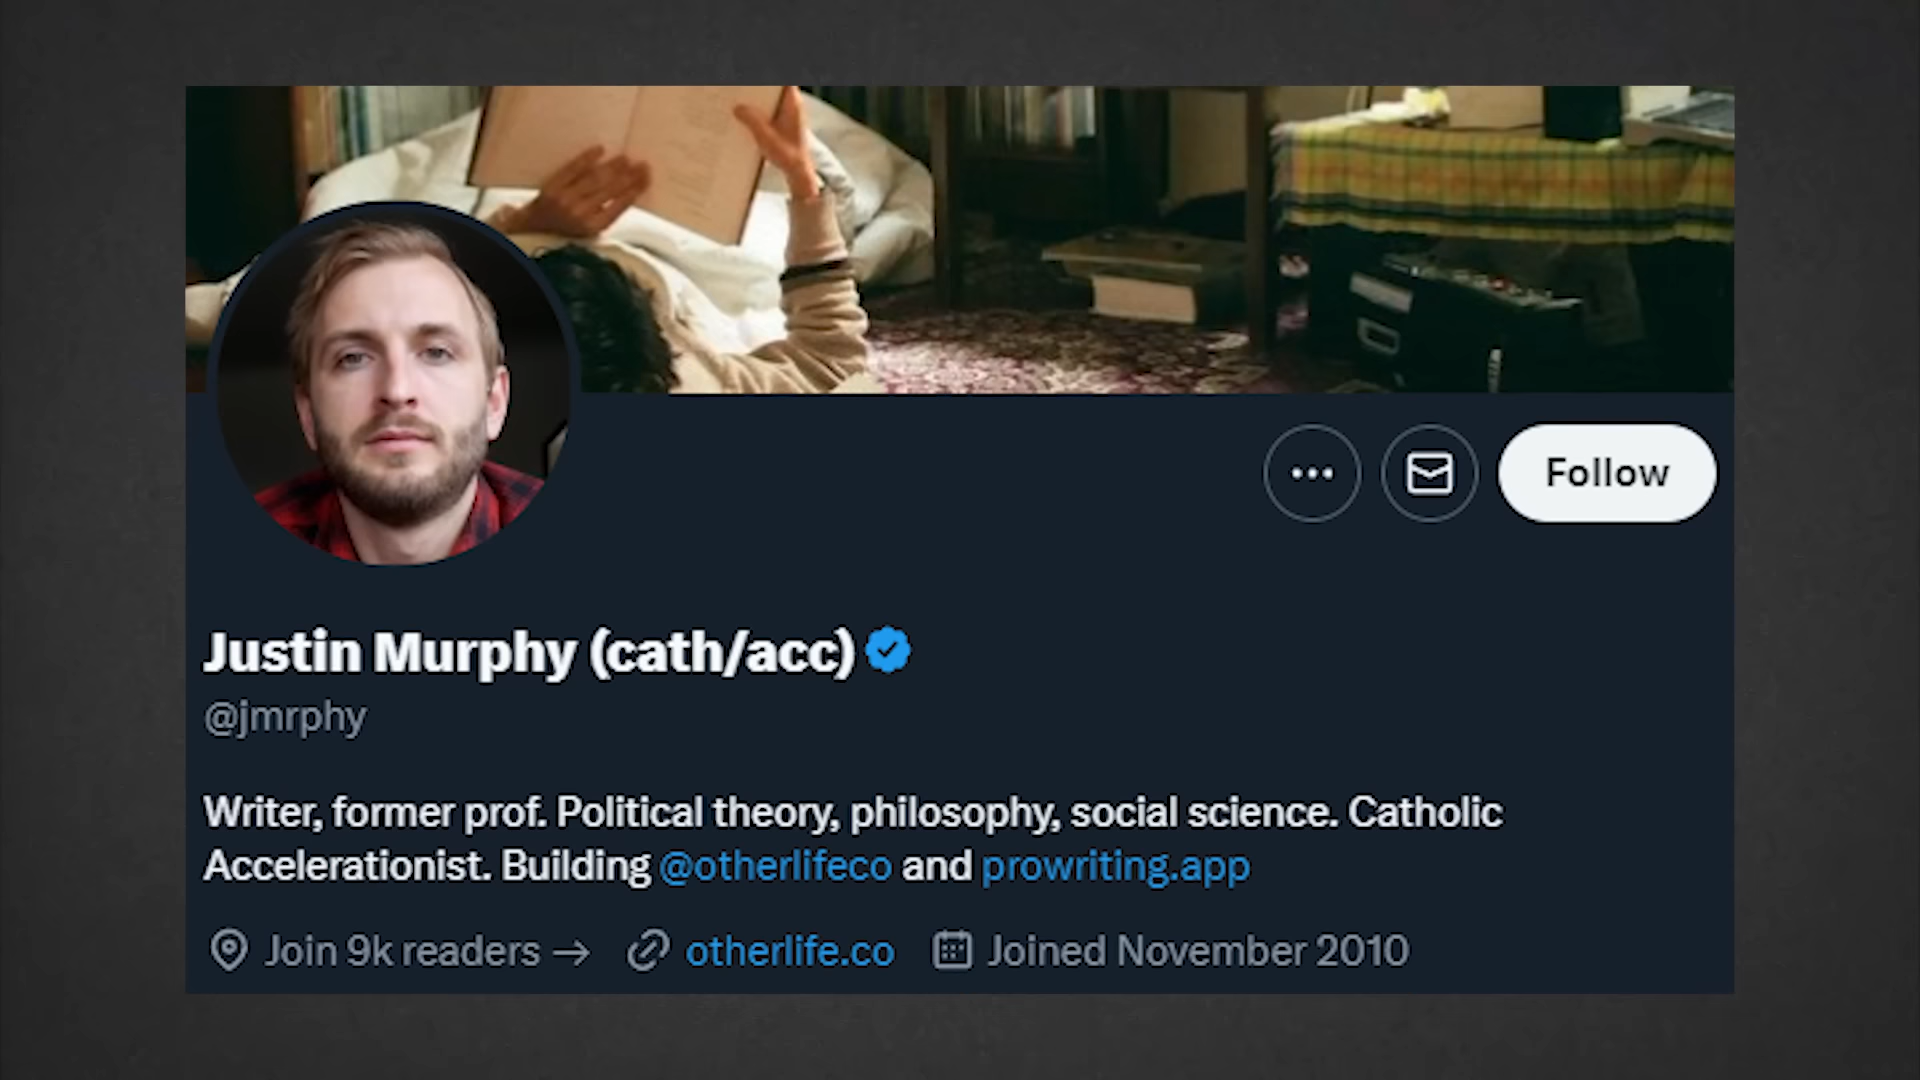 Follow
Justin Murphy (cath/acc)
@jmrphy
Writer, former prof. Political theory, philosophy, social science. Catholic
Accelerationist. Building @otherlifeco and prowriting.app
Join 9k readers → otherlife.co Joined November 2010